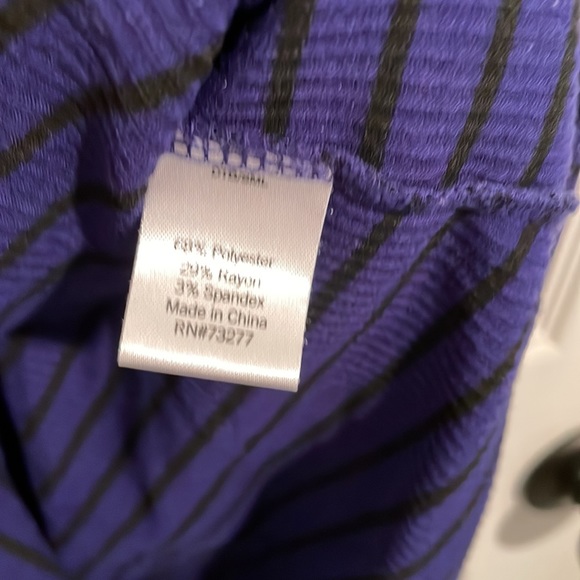 68% Polyester
29% Rayon
3% Spandex
Made in China
RN#73277